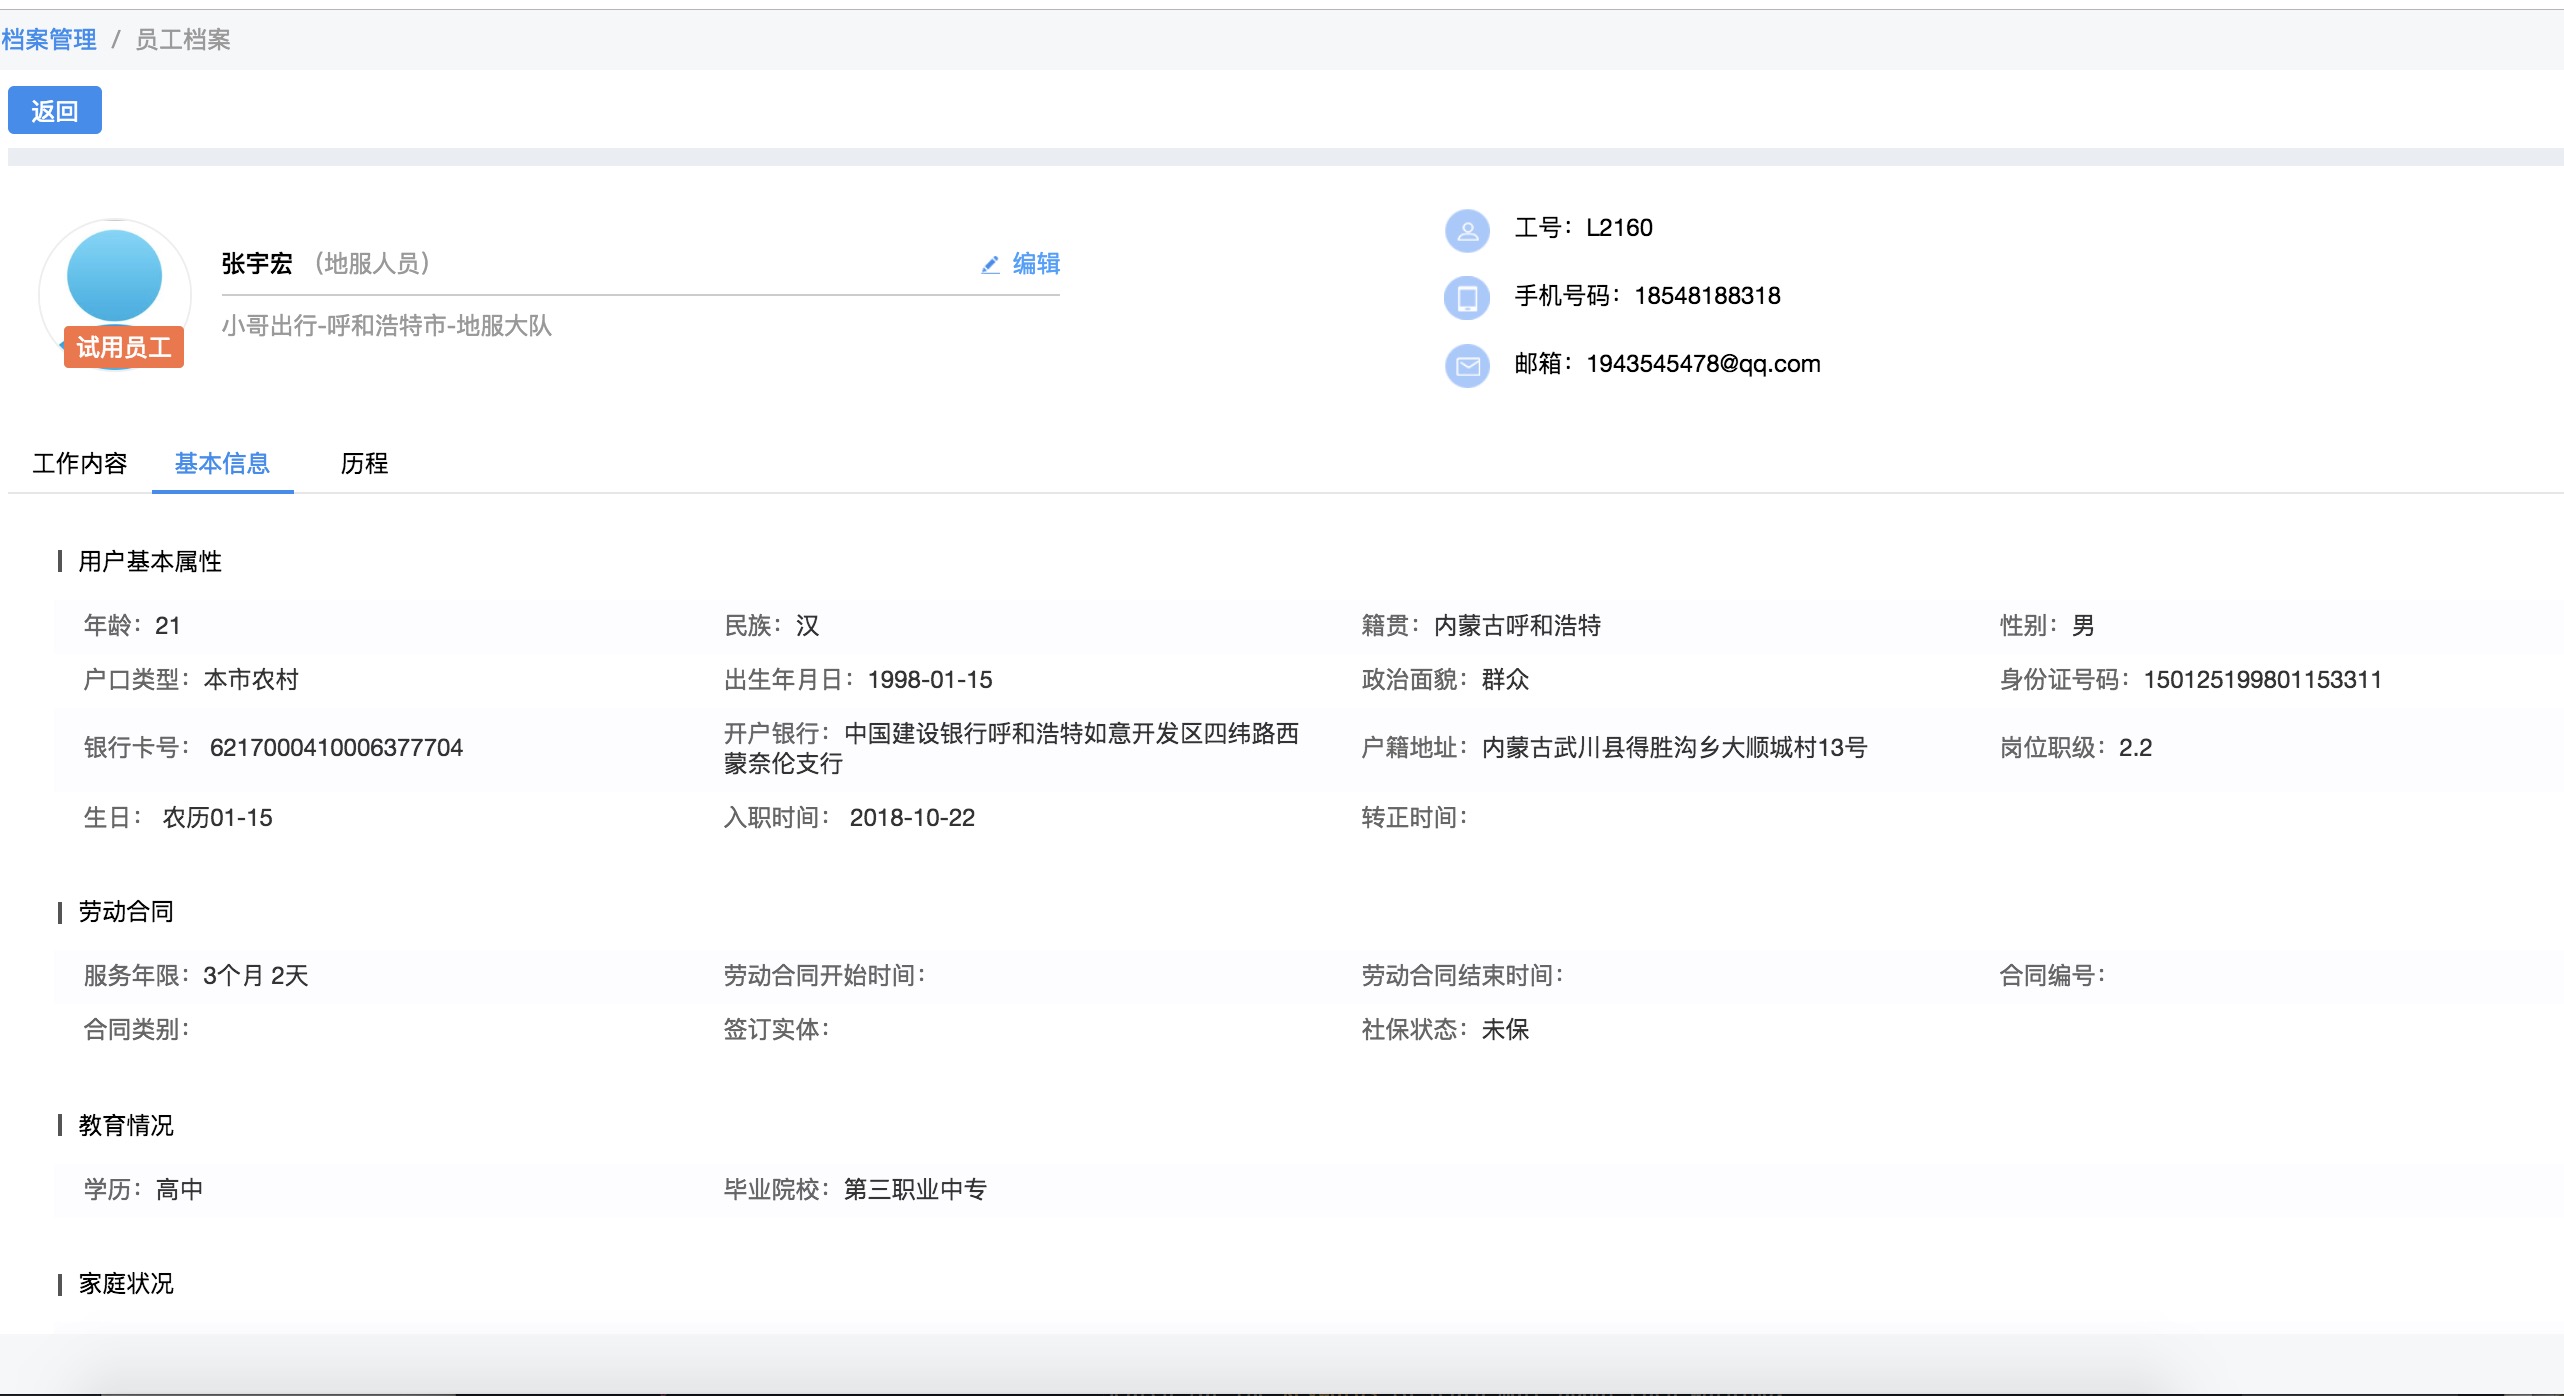 档案管理 / 员工档案
返回
试用员工
张宇宏 （地服人员）
编辑
小哥出行-呼和浩特市-地服大队
工号：L2160
手机号码：18548188318
邮箱：1943545478@qq.com
工作内容 基本信息 历程
用户基本属性
年龄：21 民族：汉 籍贯：内蒙古呼和浩特 性别：男
户口类型：本市农村 出生年月日：1998-01-15 政治面貌：群众 身份证号码：150125199801153311
银行卡号： 6217000410006377704 开户银行：中国建设银行呼和浩特如意开发区四纬路西
蒙奈伦支行
户籍地址：内蒙古武川县得胜沟乡大顺城村13号 岗位职级：2.2
生日： 农历01-15 入职时间： 2018-10-22 转正时间：
劳动合同
服务年限：3个月 2天 劳动合同开始时间： 劳动合同结束时间： 合同编号：
合同类别： 签订实体： 社保状态：未保
教育情况
学历：高中 毕业院校：第三职业中专
家庭状况